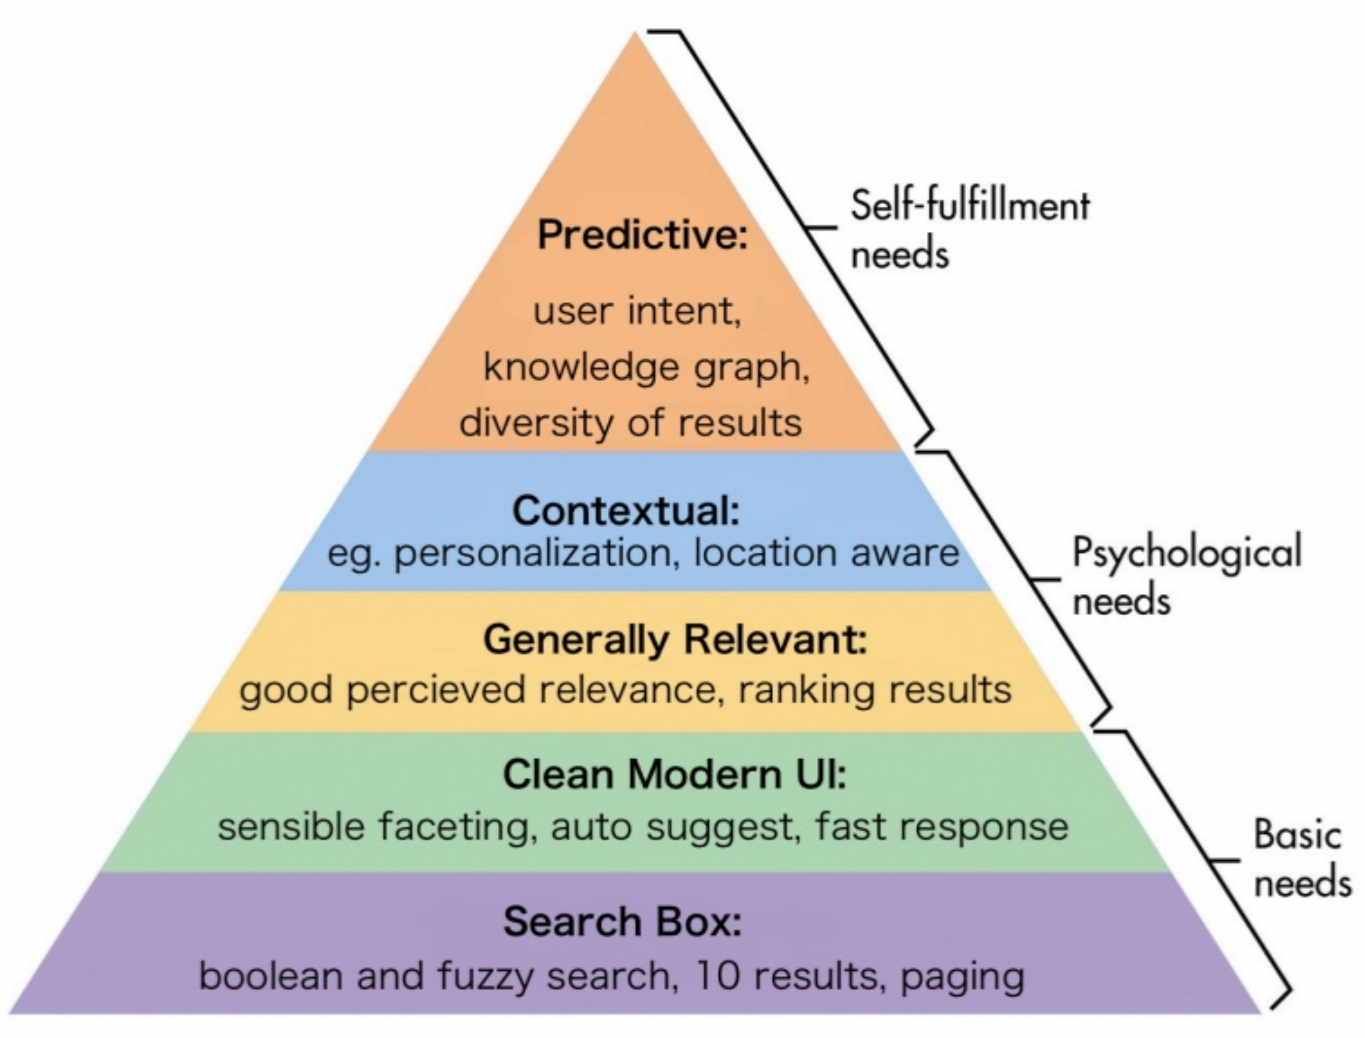 Predictive:
user intent,
knowledge graph,
diversity of results
Self-fulfillment
needs
Contextual:
eg. personalization, location aware
Psychological
needs
Generally Relevant:
good percieved relevance, ranking results
Clean Modern UI:
sensible faceting, auto suggest, fast response
Basic
needs
Search Box:
boolean and fuzzy search, 10 results, paging